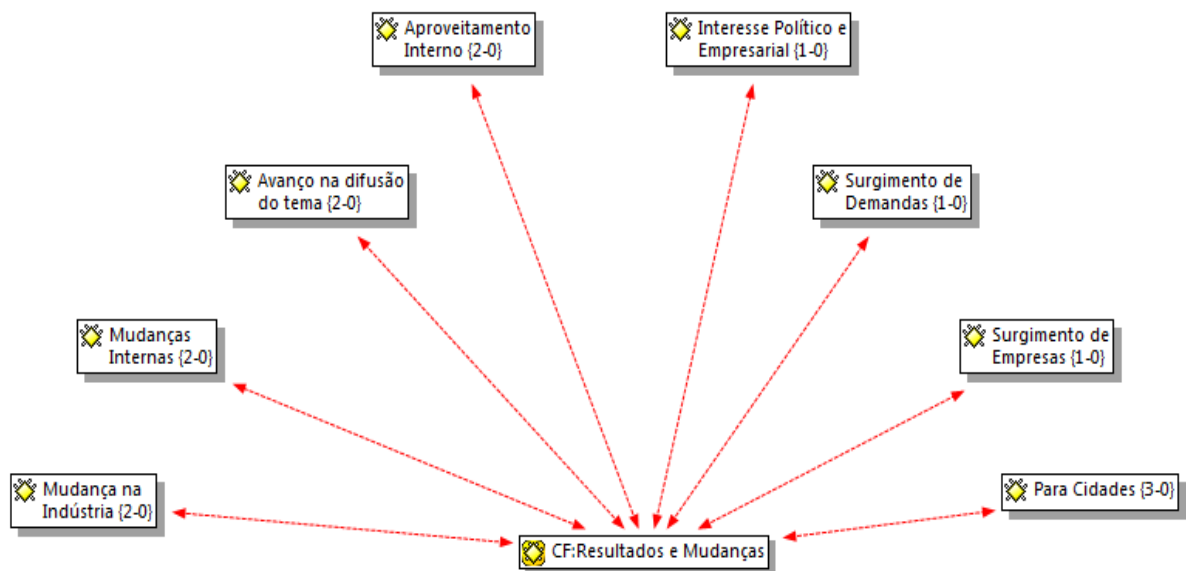 Aproveitamento
Interno {2-0}
Interesse Político e
Empresarial {1-0}
Avanço na difusão
do tema {2-0}
Surgimento de
Demandas {1-0}
Mudanças
Internas {2-0}
Surgimento de
Empresas {1-0}
Mudança na
Indústria {2-0}
Para Cidades {3-0}
CF:Resultados e Mudanças